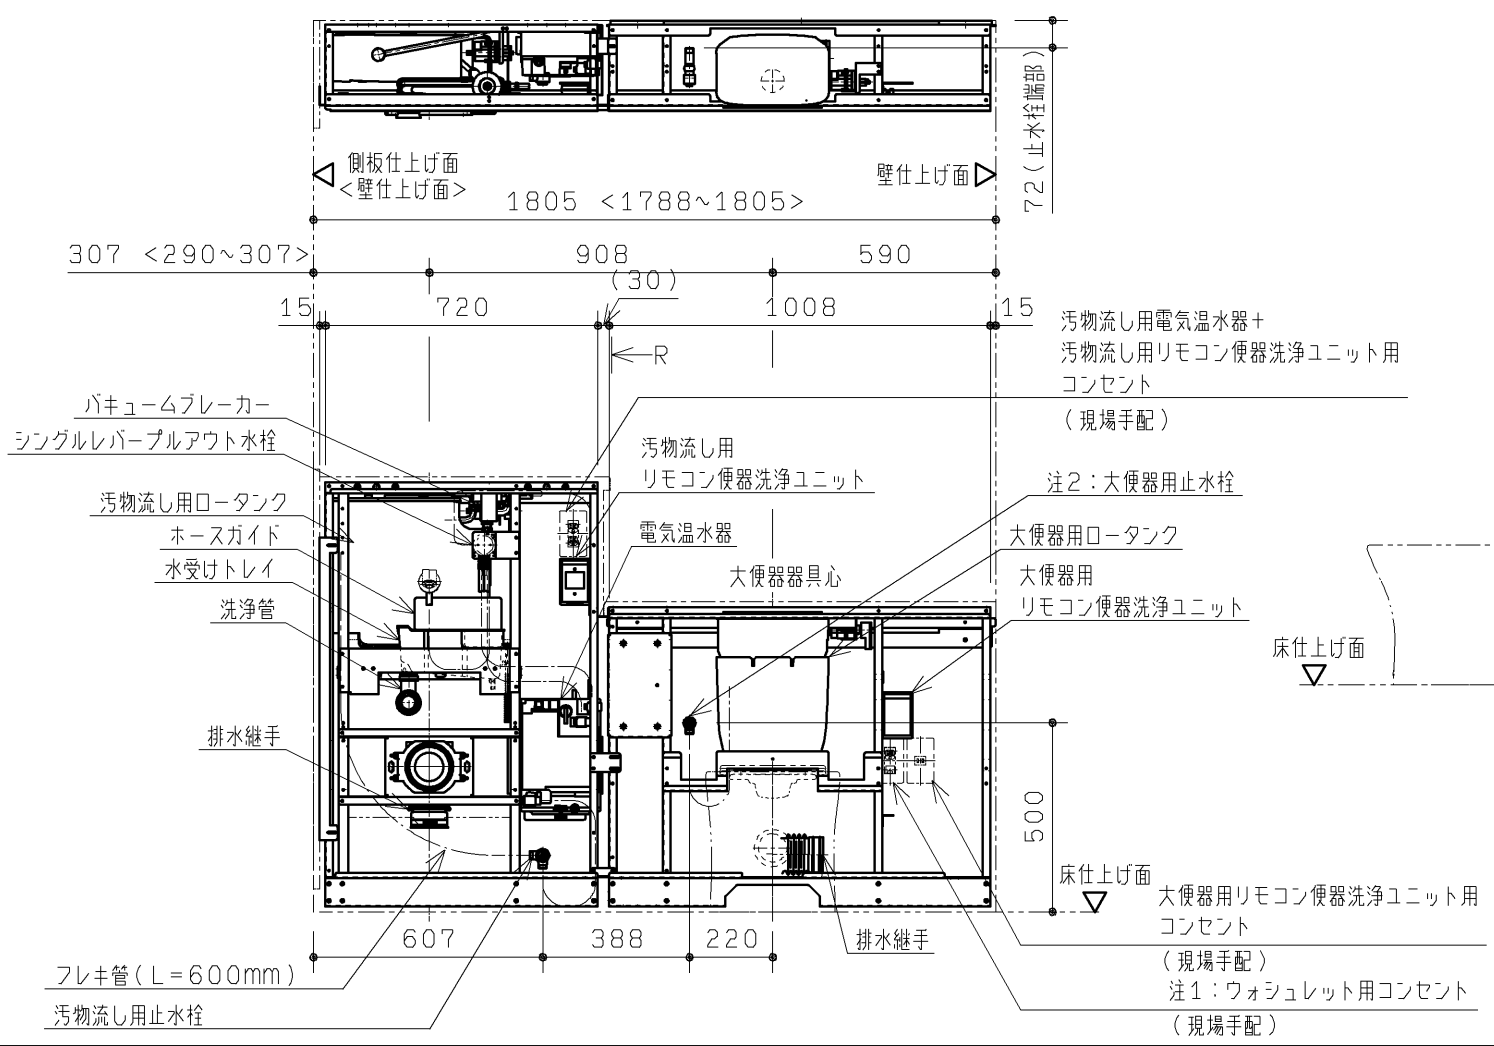 72(止水栓端部)
側板仕上げ面
<壁仕上げ面>
壁仕上げ面
1805 <1788~1805>
307 <290~307>
908
590
(30)
15
720
1008
15
R
汚物流し用電気温水器+
汚物流し用リモコン便器洗浄ユニット用
コンセント
(現場手配)
バキュームブレーカー
シングルレバープルアウト水栓
汚物流し用
リモコン便器洗浄ユニット
注2:大便器用止水栓
汚物流し用ロータンク
ホースガイド
電気温水器
大便器用ロータンク
水受けトレイ
大便器器具心
大便器用
リモコン便器洗浄ユニット
洗浄管
床仕上げ面
排水継手
500
床仕上げ面
大便器用リモコン便器洗浄ユニット用
コンセント
(現場手配)
607
388
220
排水継手
フレキ管(L=600mm)
注1:ウォシュレット用コンセント
(現場手配)
汚物流し用止水栓